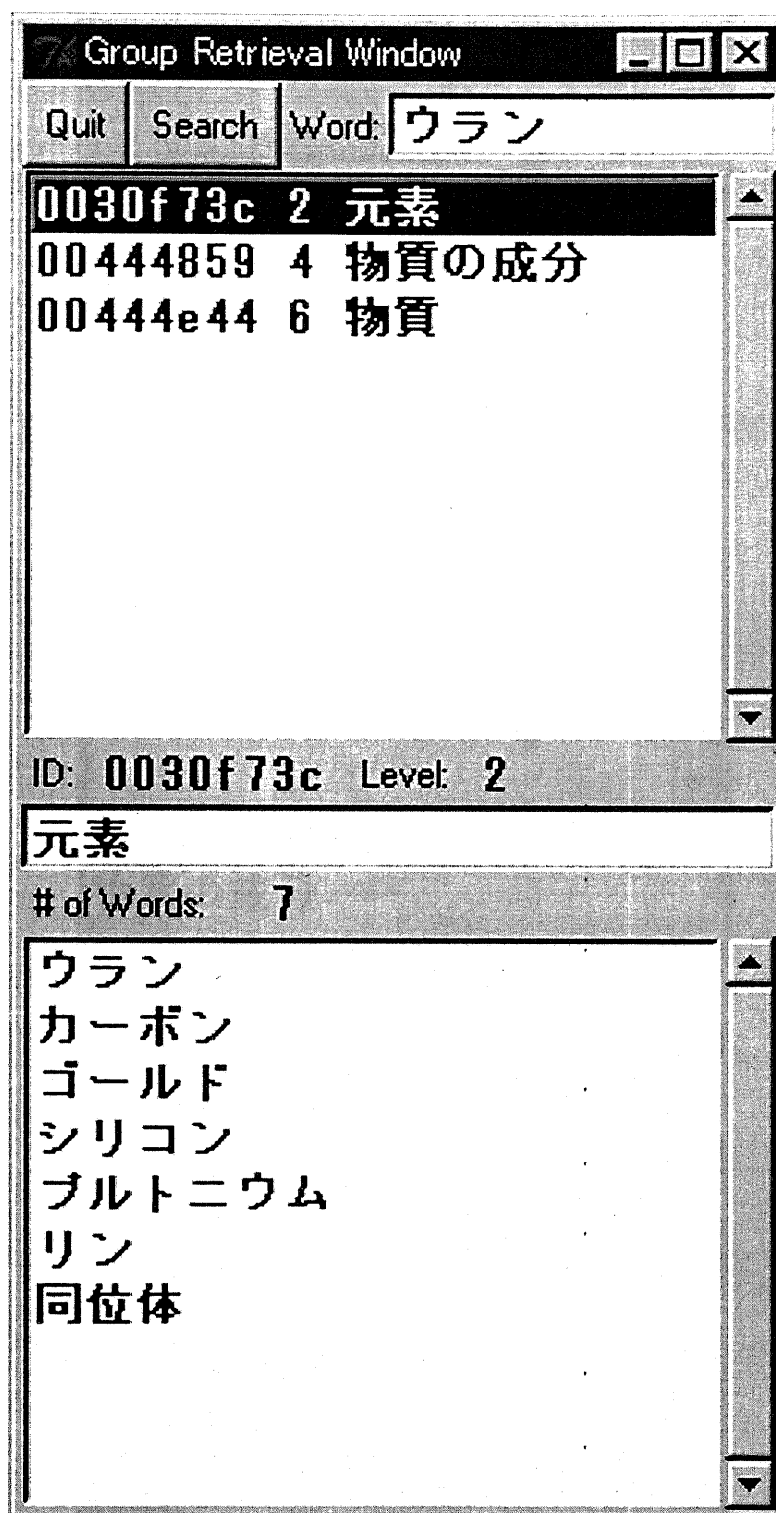 Group Retrieval Window
Quit Search Word: ウラン
0030f73c 2 元素
00444859 4 物質の成分
00444e44 6 物質
ID: 0030f73c Level: 2
元素
# of Words: 7
ウラン
カーボン
ゴールド
シリコン
プルトニウム
リン
同位体